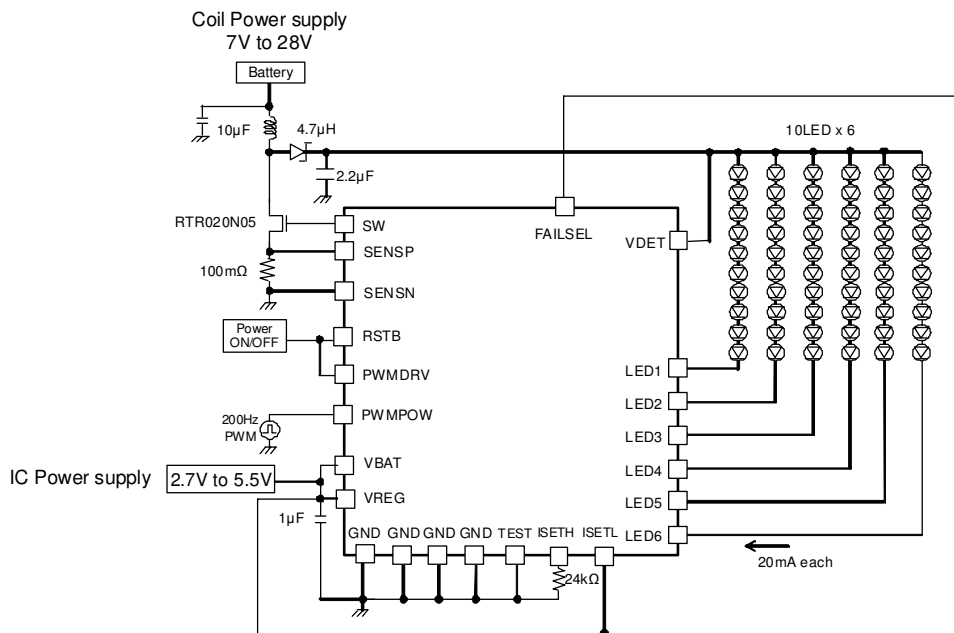 Coil Power supply
7V to 28V
Battery
10µF
4.7µH
10LED x 6
2.2µF
RTR020N05
SW
FAILSEL
VDET
SENSP
100mΩ
SENSN
Power
ON/OFF
RSTB
PWMDRV
LED1
200Hz
PWM
PWMPOW
LED2
LED3
IC Power supply
2.7V to 5.5V
VBAT
LED4
VREG
LED5
1µF
GND
GND
GND
GND
TEST
ISETH
ISETL
LED6
24kΩ
20mA each